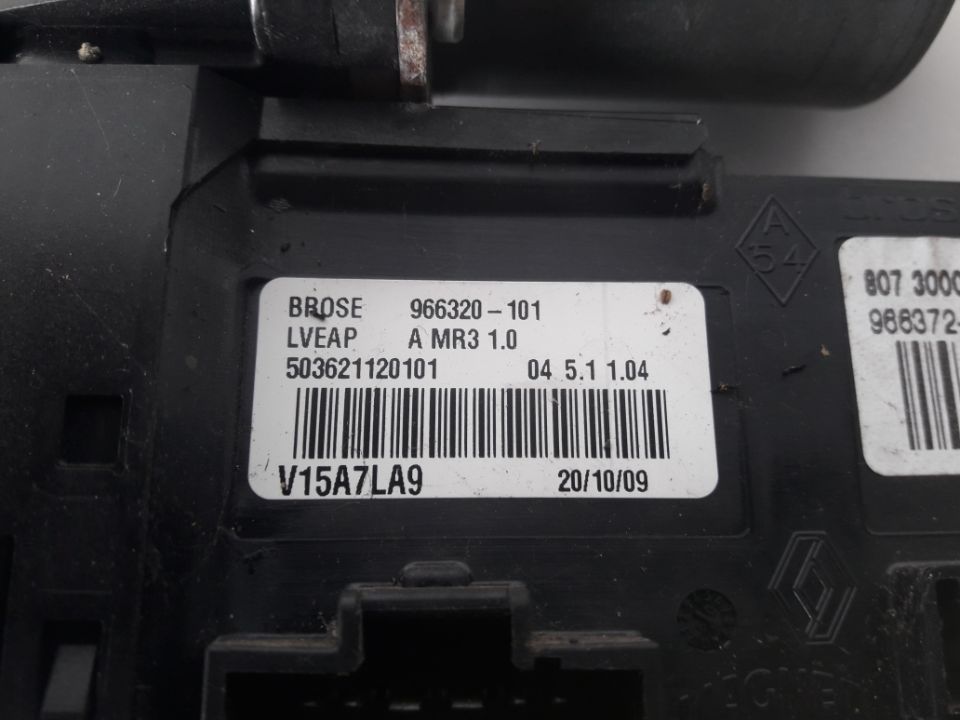 BROSE 966320-101
LVEAP A MR3 1.0
503621120101 04 5.1 1.04
V15A7LA9 20/10/09
A
54
807 3000
966372-